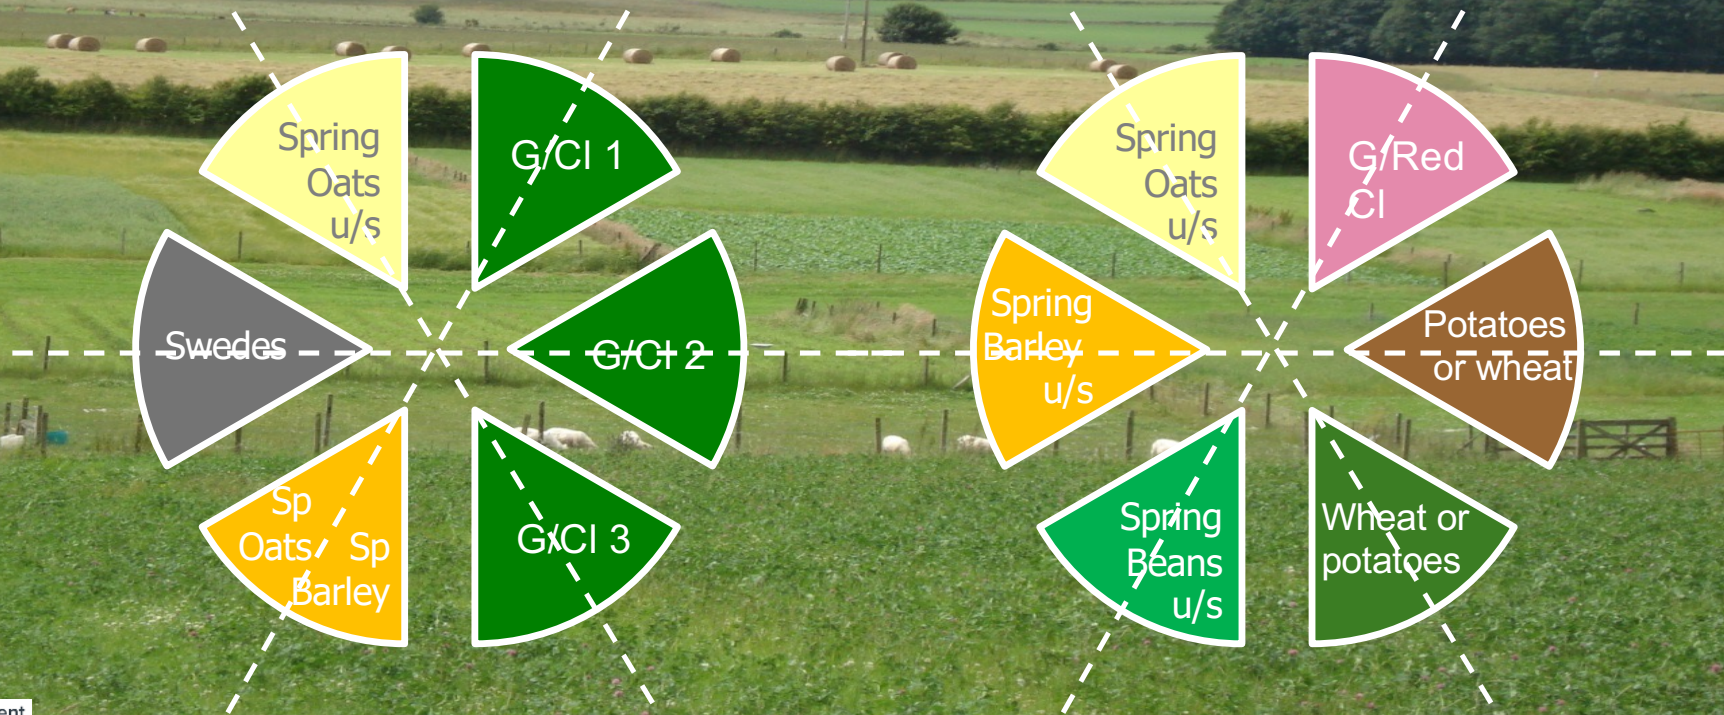 Spring
Oats
u/s
G/Cl 1
G/Cl 2
G/Cl 3
Sp
Oats Sp
Barley
Swedes
Spring
Oats
u/s
G/Red
Cl
Potatoes
or wheat
Wheat or
potatoes
Spring
Beans
u/s
Spring
Barley
u/s
ent